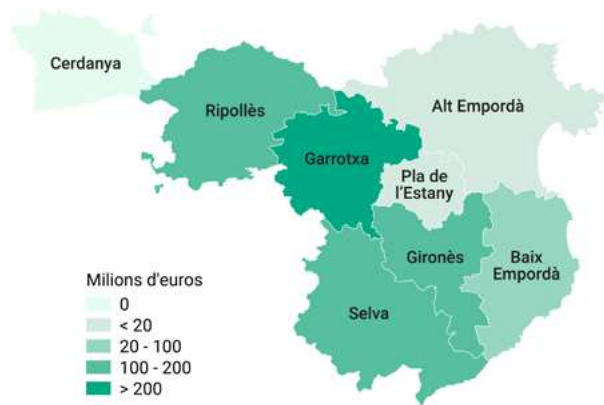 Cerdanya
Ripollès
Alt Empordà
Garrotxa
Pla de
l'Estany
Gironès
Baix
Empordà
Selva
Milions d'euros
0
< 20
20 - 100
100 - 200
> 200